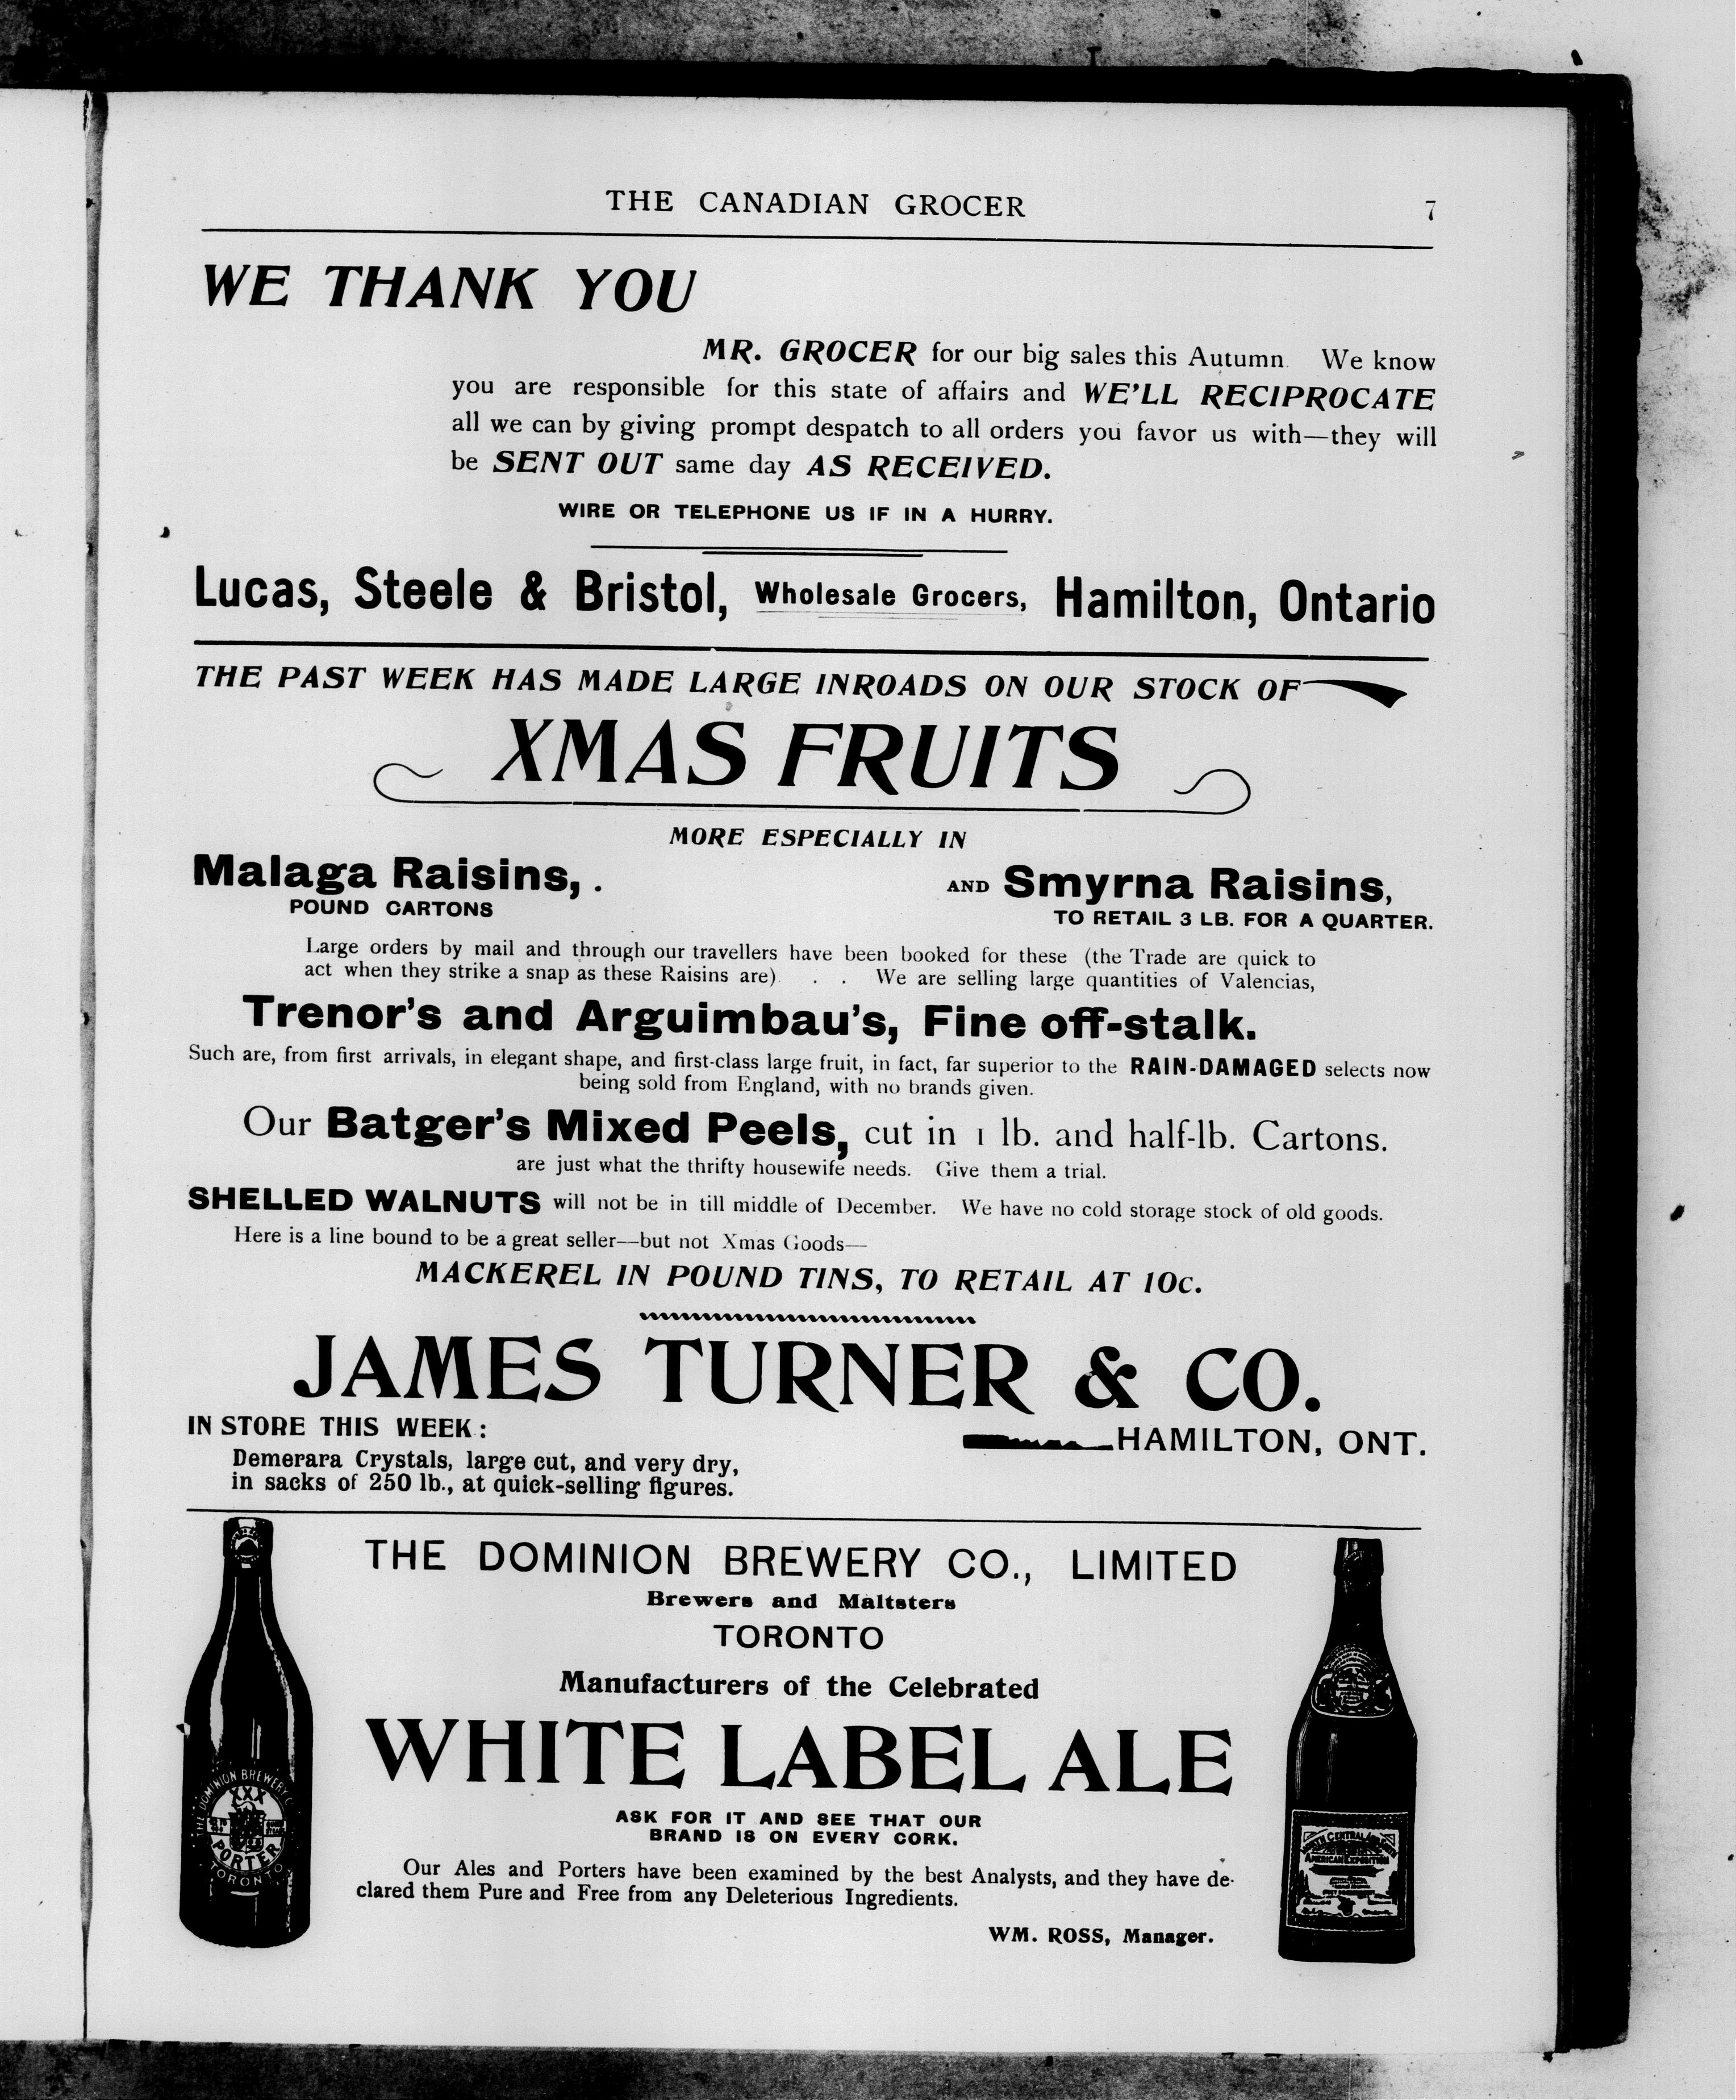 THE CANADIAN GROCER 7
WE THANK YOU
MR. GROCER for our big sales this Autumn. We know
you are responsible for this state of affairs and WE'LL RECIPROCATE
all we can by giving prompt despatch to all orders you favor us with—they will
be SENT OUT same day AS RECEIVED.
WIRE OR TELEPHONE US IF IN A HURRY.
Lucas, Steele & Bristol, Wholesale Grocers, Hamilton, Ontario
THE PAST WEEK HAS MADE LARGE INROADS ON OUR STOCK OF
XMAS FRUITS
MORE ESPECIALLY IN
Malaga Raisins, . AND Smyrna Raisins,
POUND CARTONS TO RETAIL 3 LB. FOR A QUARTER.
Large orders by mail and through our travellers have been booked for these (the Trade are quick to
act when they strike a snap as these Raisins are) . . We are selling large quantities of Valencias,
Trenor's and Arguimbau's, Fine off-stalk.
Such are, from first arrivals, in elegant shape, and first-class large fruit, in fact, far superior to the RAIN-DAMAGED selects now
being sold from England, with no brands given.
Our Batger's Mixed Peels, cut in 1 lb. and half-lb. Cartons.
are just what the thrifty housewife needs. Give them a trial.
SHELLED WALNUTS will not be in till middle of December. We have no cold storage stock of old goods.
Here is a line bound to be a great seller—but not Xmas Goods—
MACKEREL IN POUND TINS, TO RETAIL AT 10c.
JAMES TURNER & CO.
HAMILTON, ONT.
IN STORE THIS WEEK:
Demerara Crystals, large cut, and very dry,
in sacks of 250 lb., at quick-selling figures.
THE DOMINION BREWERY CO., LIMITED
Brewers and Maltsters
TORONTO
Manufacturers of the Celebrated
WHITE LABEL ALE
ASK FOR IT AND SEE THAT OUR
BRAND IS ON EVERY CORK.
Our Ales and Porters have been examined by the best Analysts, and they have de-
clared them Pure and Free from any Deleterious Ingredients.
WM. ROSS, Manager.
THE DOMINION BREWERY C
XXX
PORTER
TORONTO